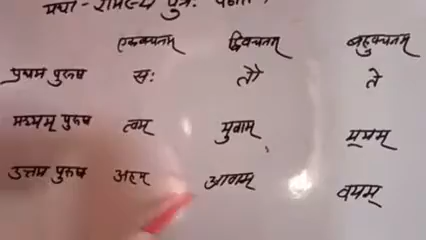 यथा - रामस्य पुत्रः
एकवचनम् द्विवचनम् बहुवचनम्
प्रथम पुरुष सः तौ ते
मध्यम् पुरुष त्वम् युवाम् यूयम्
उत्तम पुरुष अहम् आवाम् वयम्